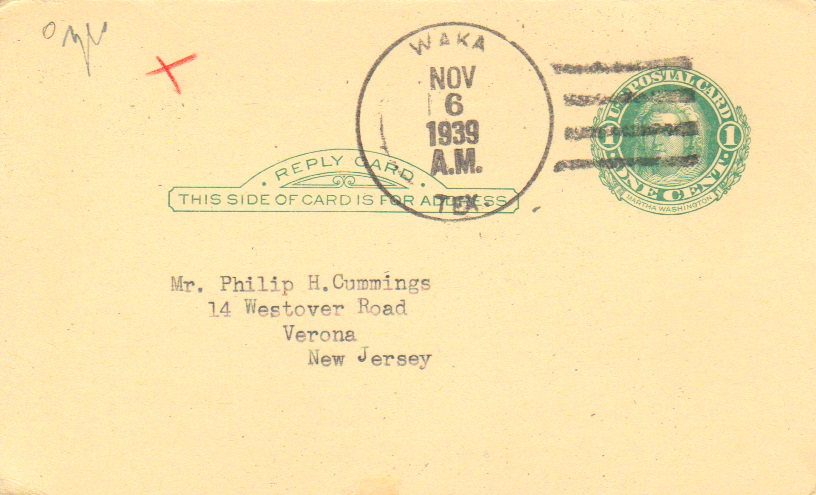 WAKA
NOV
6
1939
A.M.
TEX.
U.S. POSTAL CARD
1 1
ONE CENT
MARTHA WASHINGTON
REPLY CARD
THIS SIDE OF CARD IS FOR ADDRESS
Mr. Philip H.Cummings
14 Westover Road
Verona
New Jersey